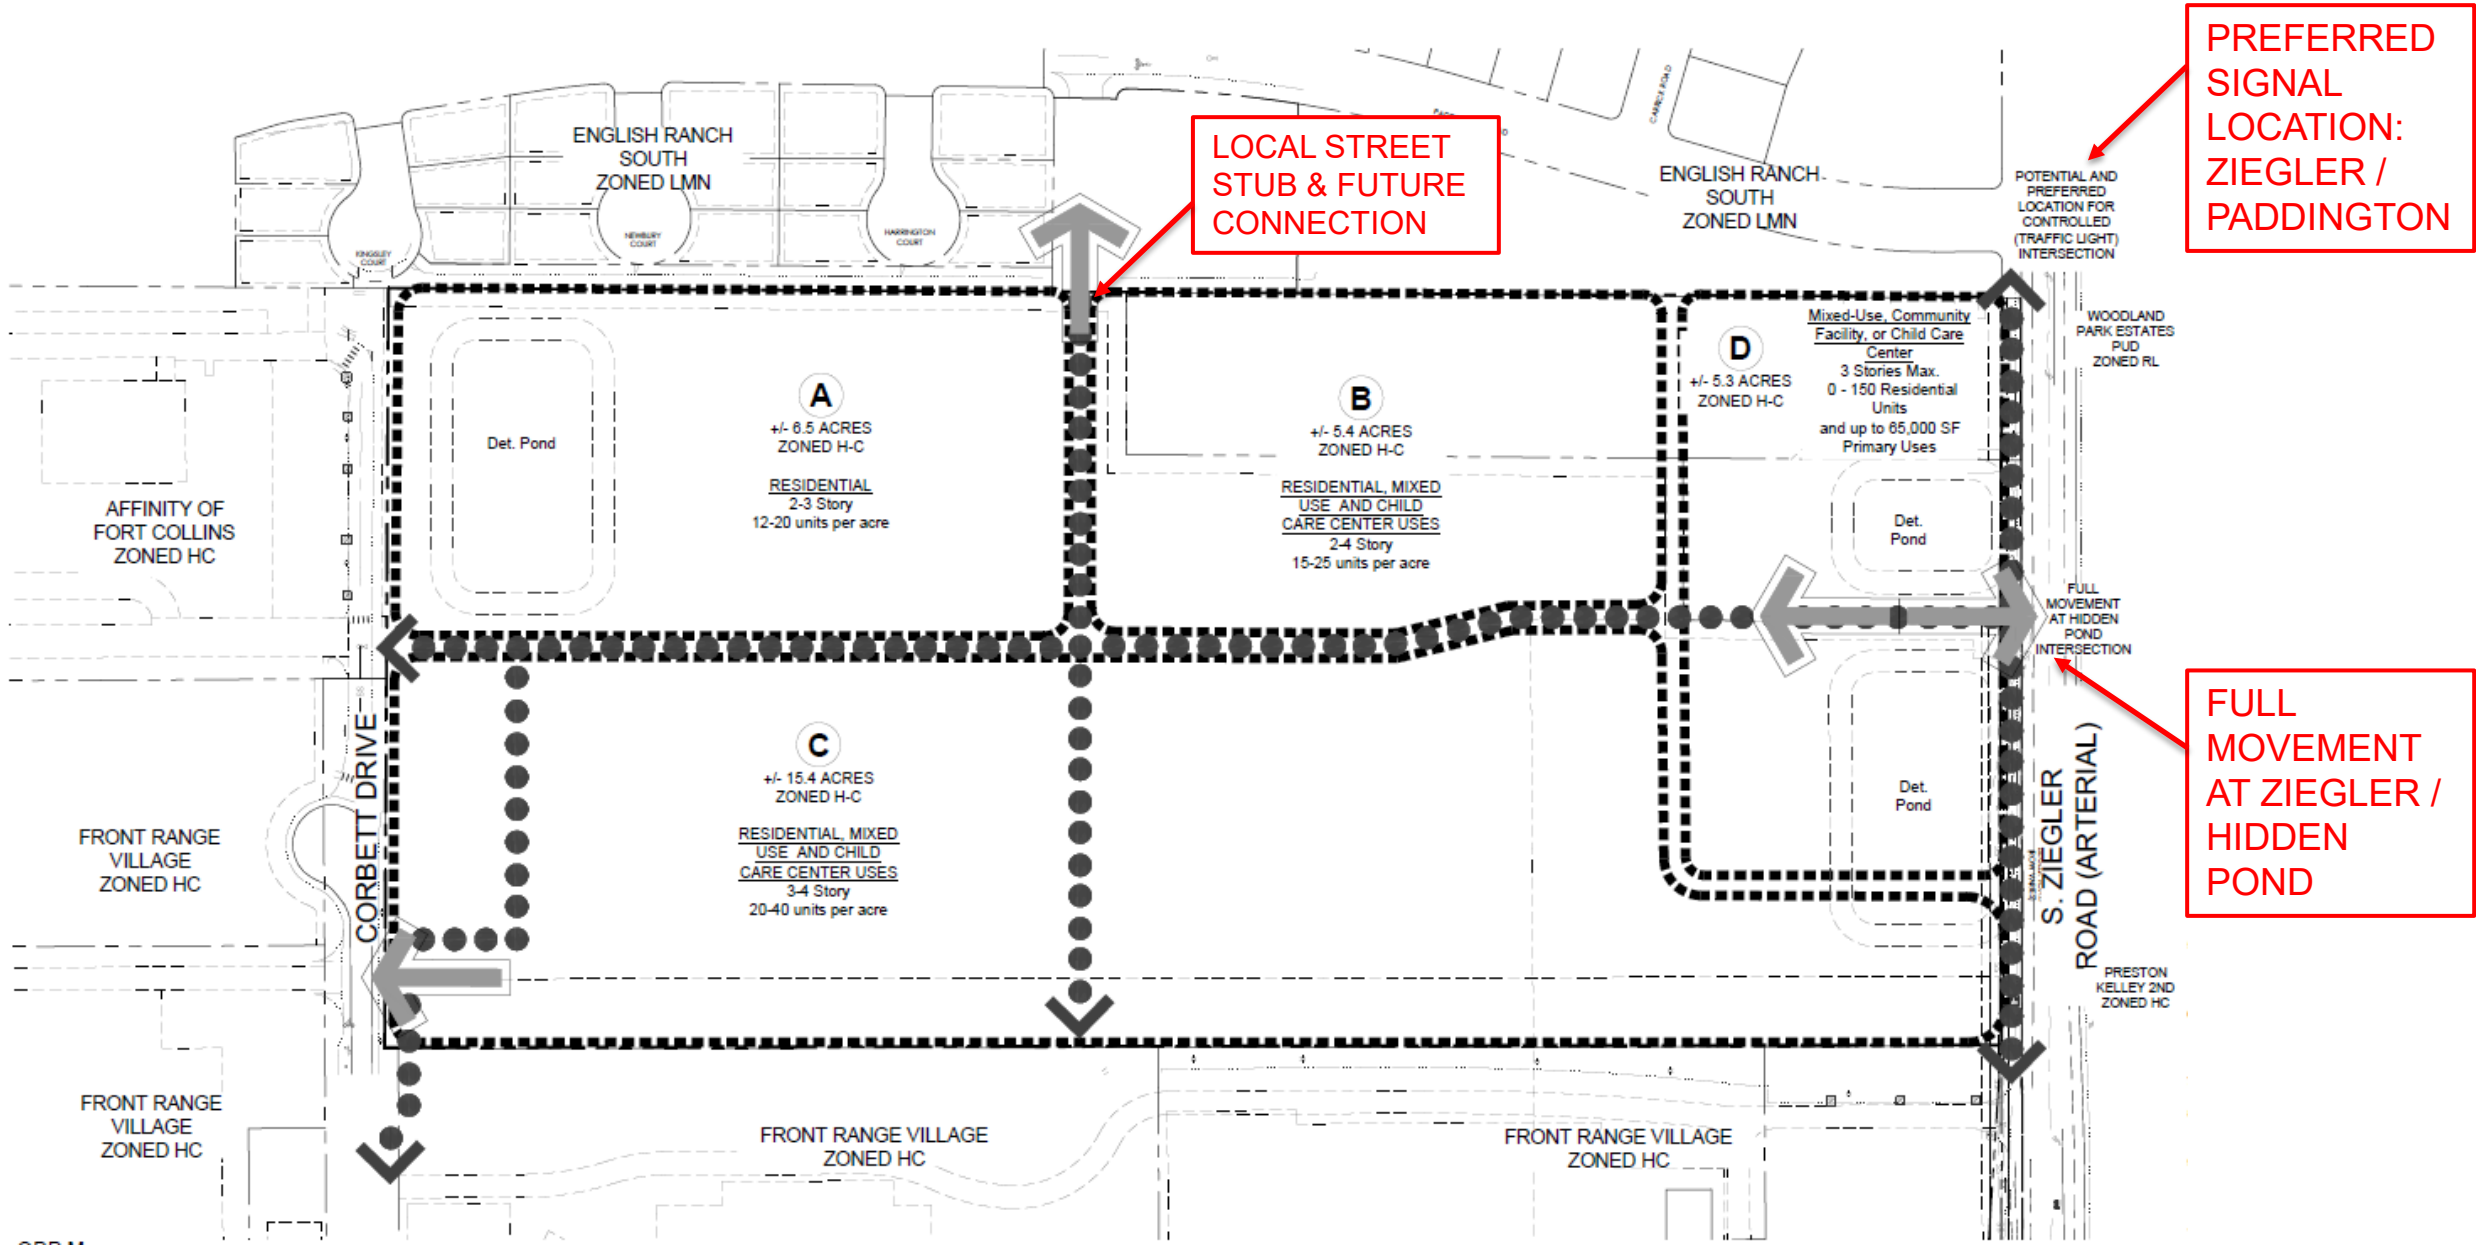 PREFERRED
SIGNAL
LOCATION:
ZIEGLER /
PADDINGTON
LOCAL STREET
STUB & FUTURE
CONNECTION
ENGLISH RANCH
SOUTH
ZONED LMN
KINGSLEY
COURT
NEWBURY
COURT
HARRINGTON
COURT
CARRICK ROAD
ENGLISH RANCH
SOUTH
ZONED LMN
POTENTIAL AND
PREFERRED
LOCATION FOR
CONTROLLED
(TRAFFIC LIGHT)
INTERSECTION
WOODLAND
PARK ESTATES
PUD
ZONED RL
Det. Pond
A
+/- 6.5 ACRES
ZONED H-C
RESIDENTIAL
2-3 Story
12-20 units per acre
B
+/- 5.4 ACRES
ZONED H-C
RESIDENTIAL, MIXED
USE AND CHILD
CARE CENTER USES
2-4 Story
15-25 units per acre
D
+/- 5.3 ACRES
ZONED H-C
Mixed-Use, Community
Facility, or Child Care
Center
3 Stories Max.
0 - 150 Residential
Units
and up to 65,000 SF
Primary Uses
Det.
Pond
AFFINITY OF
FORT COLLINS
ZONED HC
FULL
MOVEMENT
AT HIDDEN
POND
INTERSECTION
FULL
MOVEMENT
AT ZIEGLER /
HIDDEN
POND
C
+/- 15.4 ACRES
ZONED H-C
RESIDENTIAL, MIXED
USE AND CHILD
CARE CENTER USES
3-4 Story
20-40 units per acre
Det.
Pond
CORBETT DRIVE
S. ZIEGLER
ROAD (ARTERIAL)
FRONT RANGE
VILLAGE
ZONED HC
PRESTON
KELLEY 2ND
ZONED HC
FRONT RANGE
VILLAGE
ZONED HC
FRONT RANGE VILLAGE
ZONED HC
FRONT RANGE VILLAGE
ZONED HC